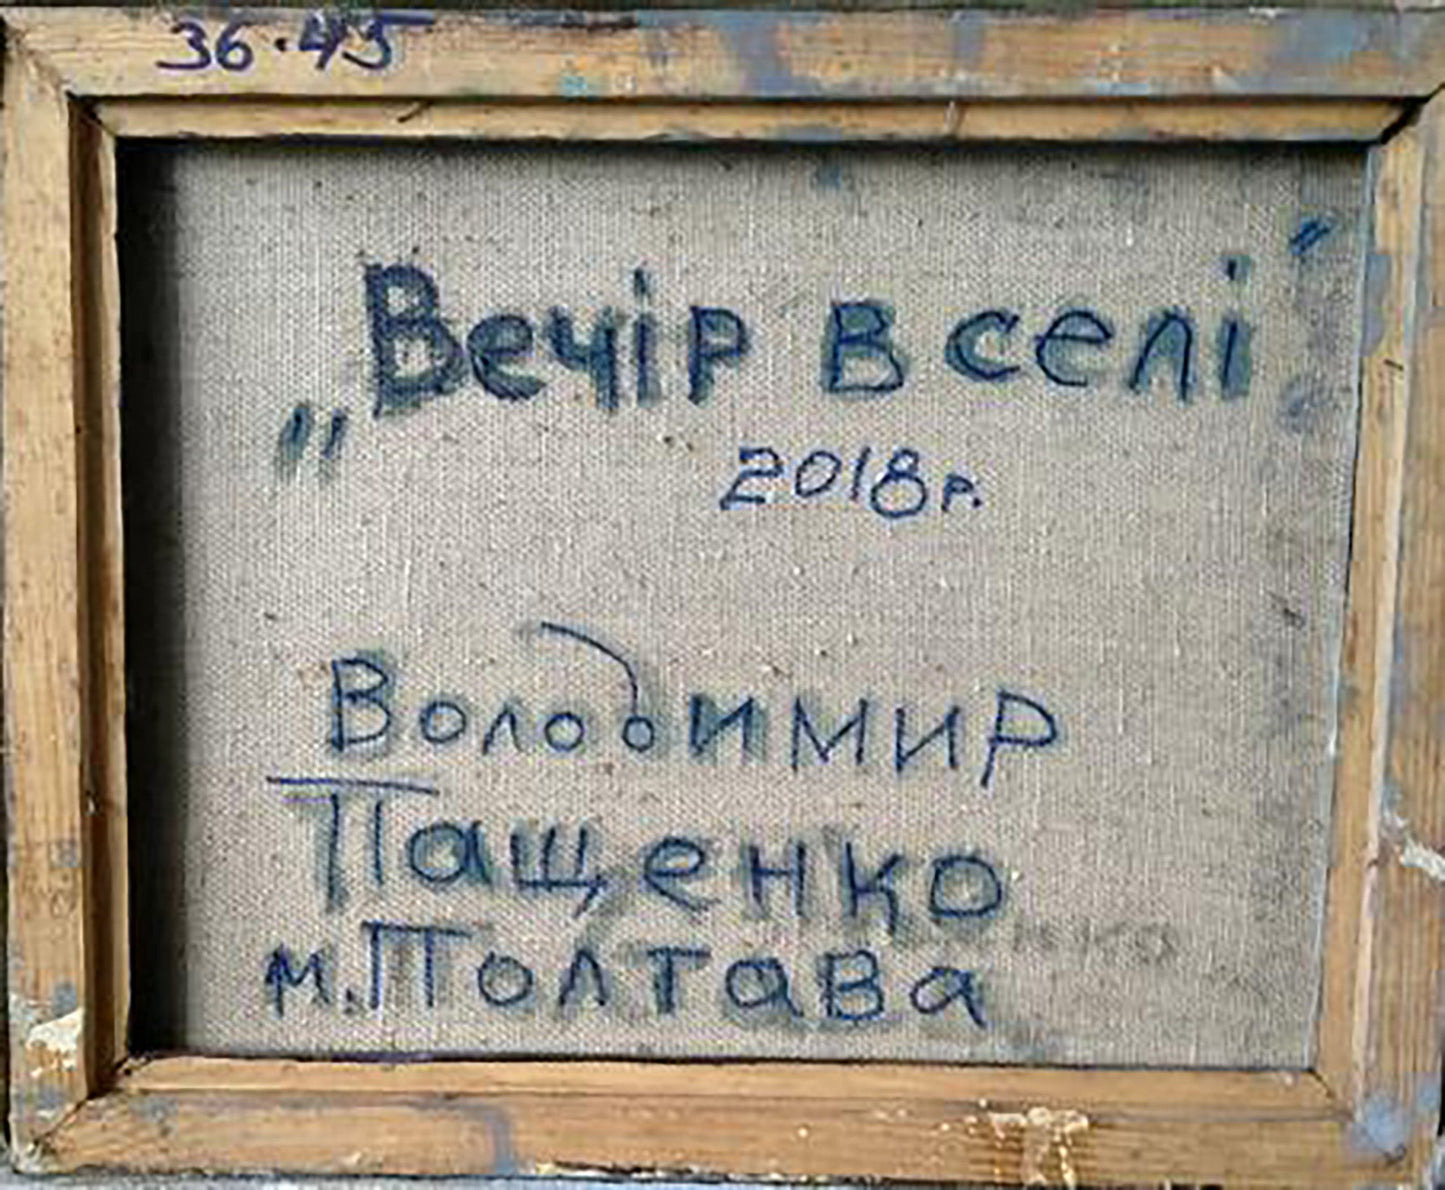 36·45
„Вечір в селі"
2018р.
Володимир
Пащенко
м.Полтава